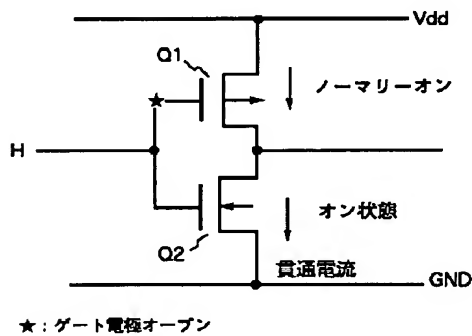 Vdd
Q1
ノーマリーオン
H
オン状態
Q2
貫通電流
GND
★：ゲート電極オープン